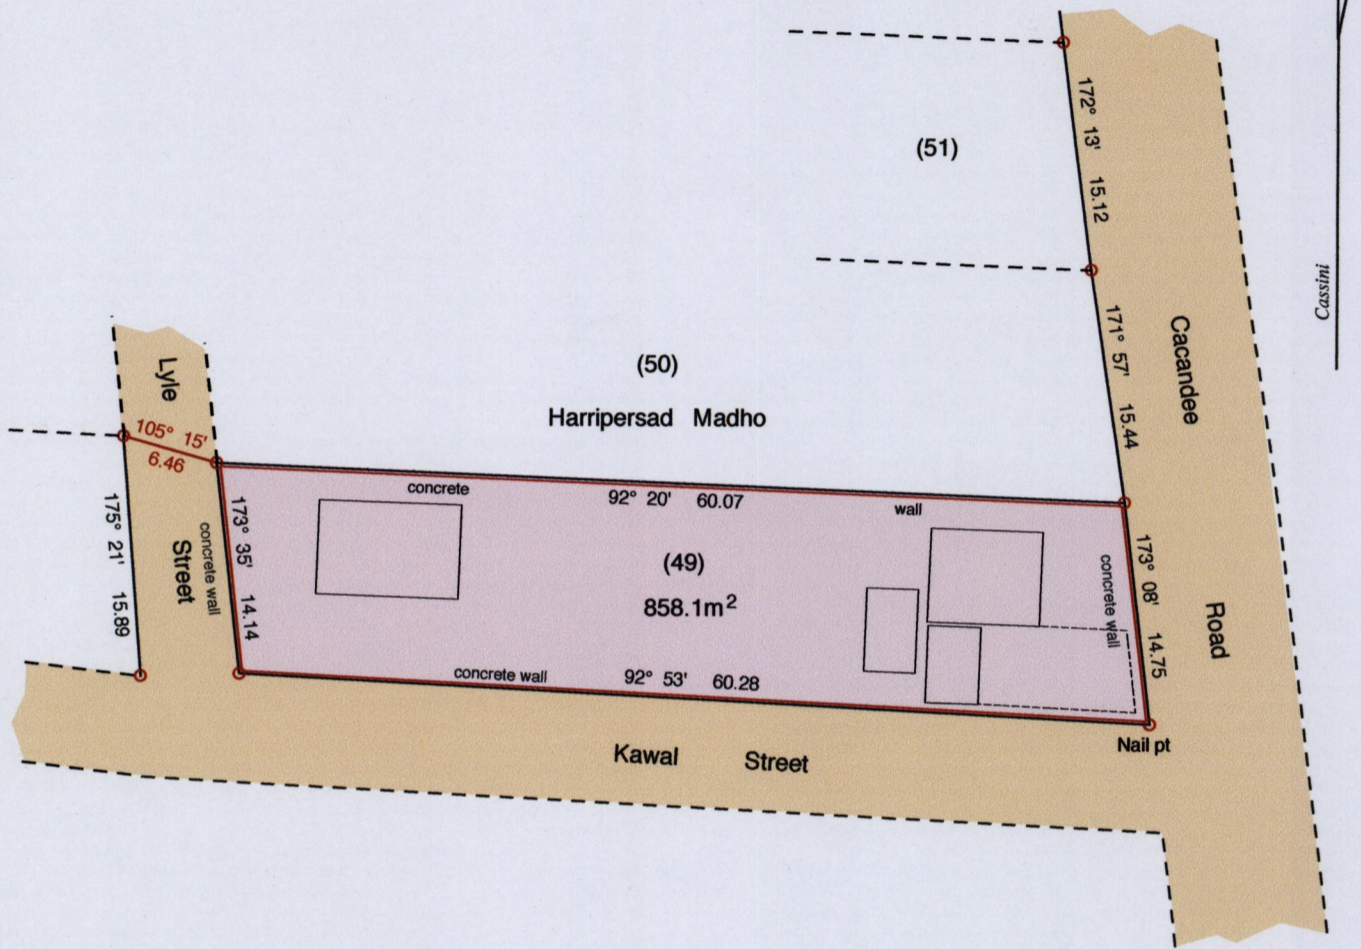 172° 13' 15.12
(51)
Cassini
171° 57' 15.44
Cacandee
Road
(50)
Harripersad Madho
Lyle
Street
105° 15'
6.46
175° 21' 15.89
concrete wall
173° 35' 14.14
concrete
92° 20' 60.07
wall
(49)
858.1m²
concrete wall
173° 08' 14.75
concrete wall
92° 53' 60.28
Nail pt
Kawal Street